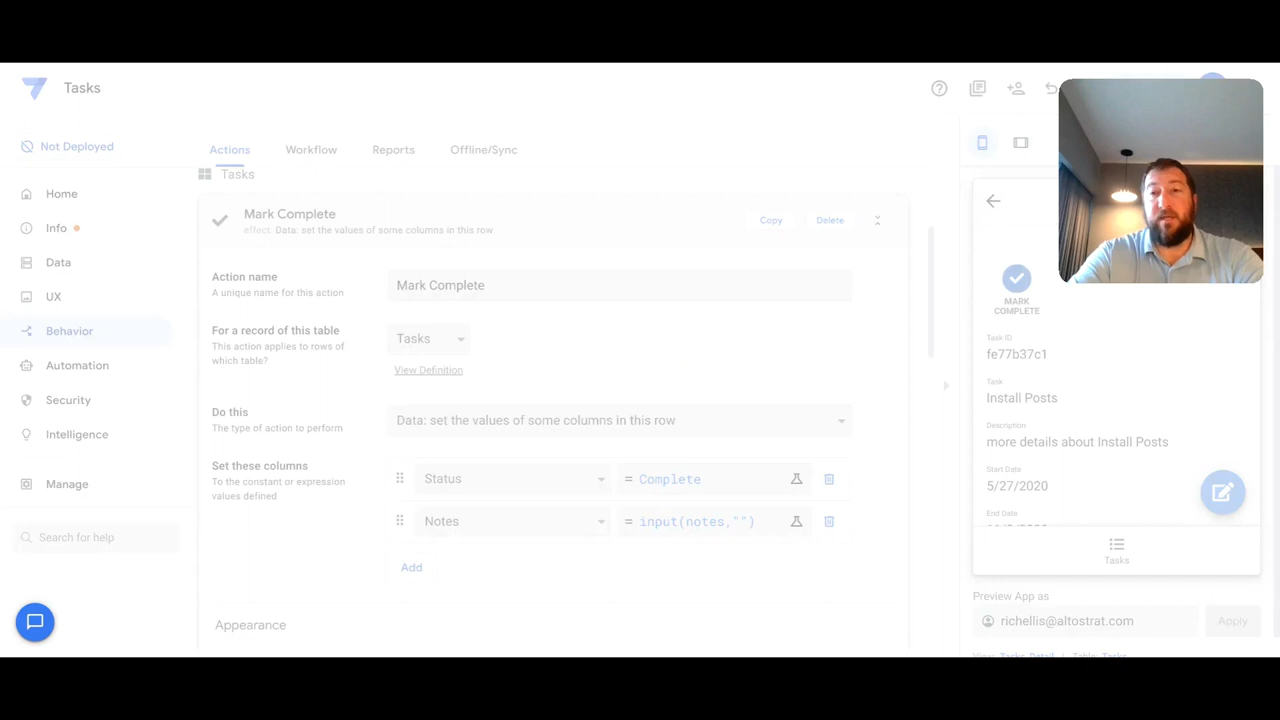 Tasks
Not Deployed
Home
Info
Data
UX
Behavior
Automation
Security
Intelligence
Manage
Search for help
Actions Workflow Reports Offline/Sync
Tasks
Mark Complete
effect: Data: set the values of some columns in this row
Copy Delete
Action name
A unique name for this action
Mark Complete
For a record of this table
This action applies to rows of
which table?
Tasks
View Definition
Do this
The type of action to perform
Data: set the values of some columns in this row
Set these columns
To the constant or expression
values defined
Status = Complete
Notes = input(notes,"")
Add
Appearance
MARK
COMPLETE
Task ID
fe77b37c1
Task
Install Posts
Description
more details about Install Posts
Start Date
5/27/2020
End Date
Tasks
Preview App as
richellis@altostrat.com Apply
View: Tasks_Detail | Table: Tasks